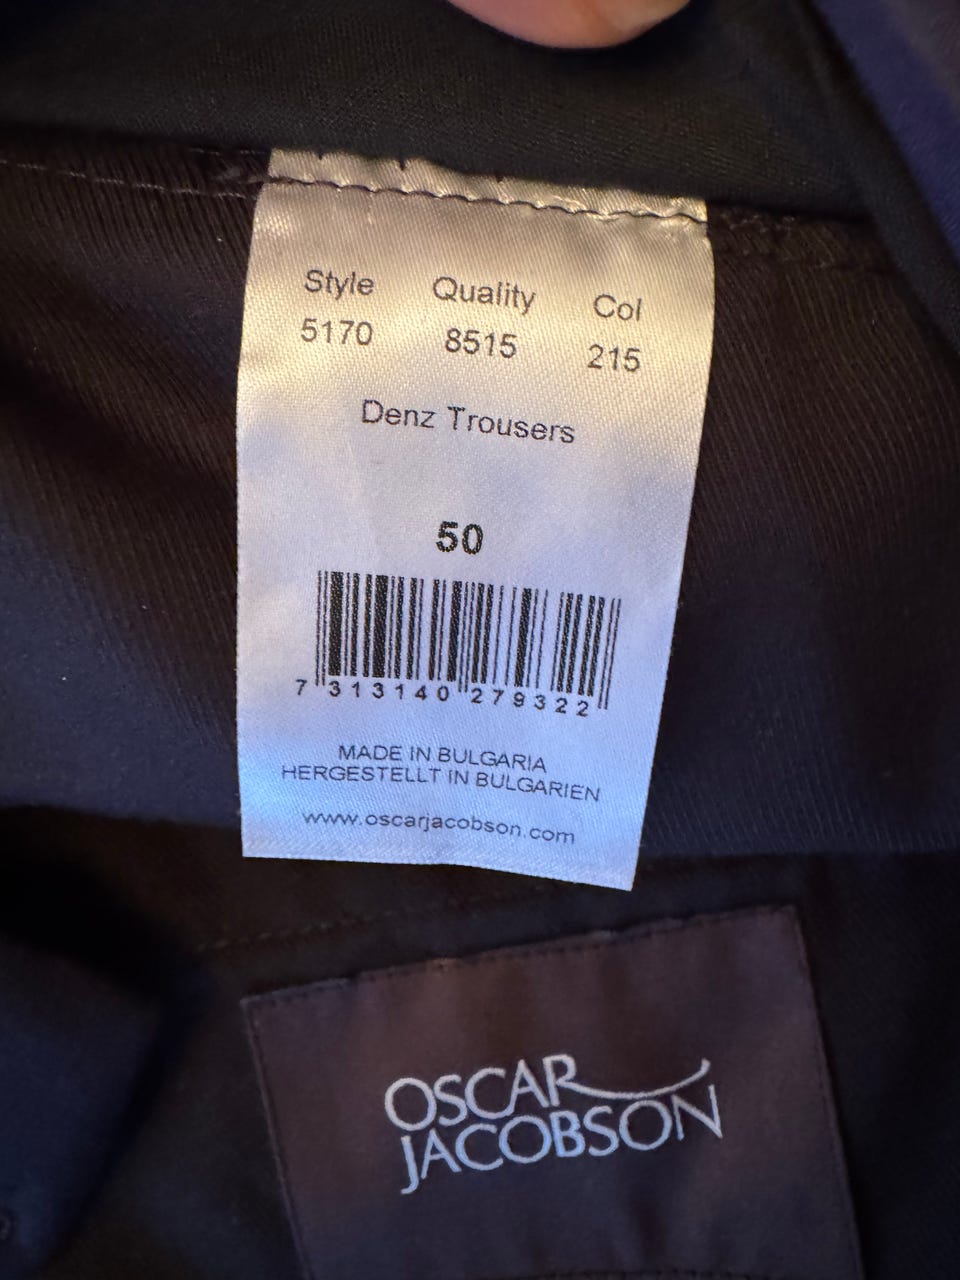 Style Quality Col
5170 8515 215
Denz Trousers
50
7 313140 279322
MADE IN BULGARIA
HERGESTELLT IN BULGARIEN
www.oscarjacobson.com
OSCAR
JACOBSON